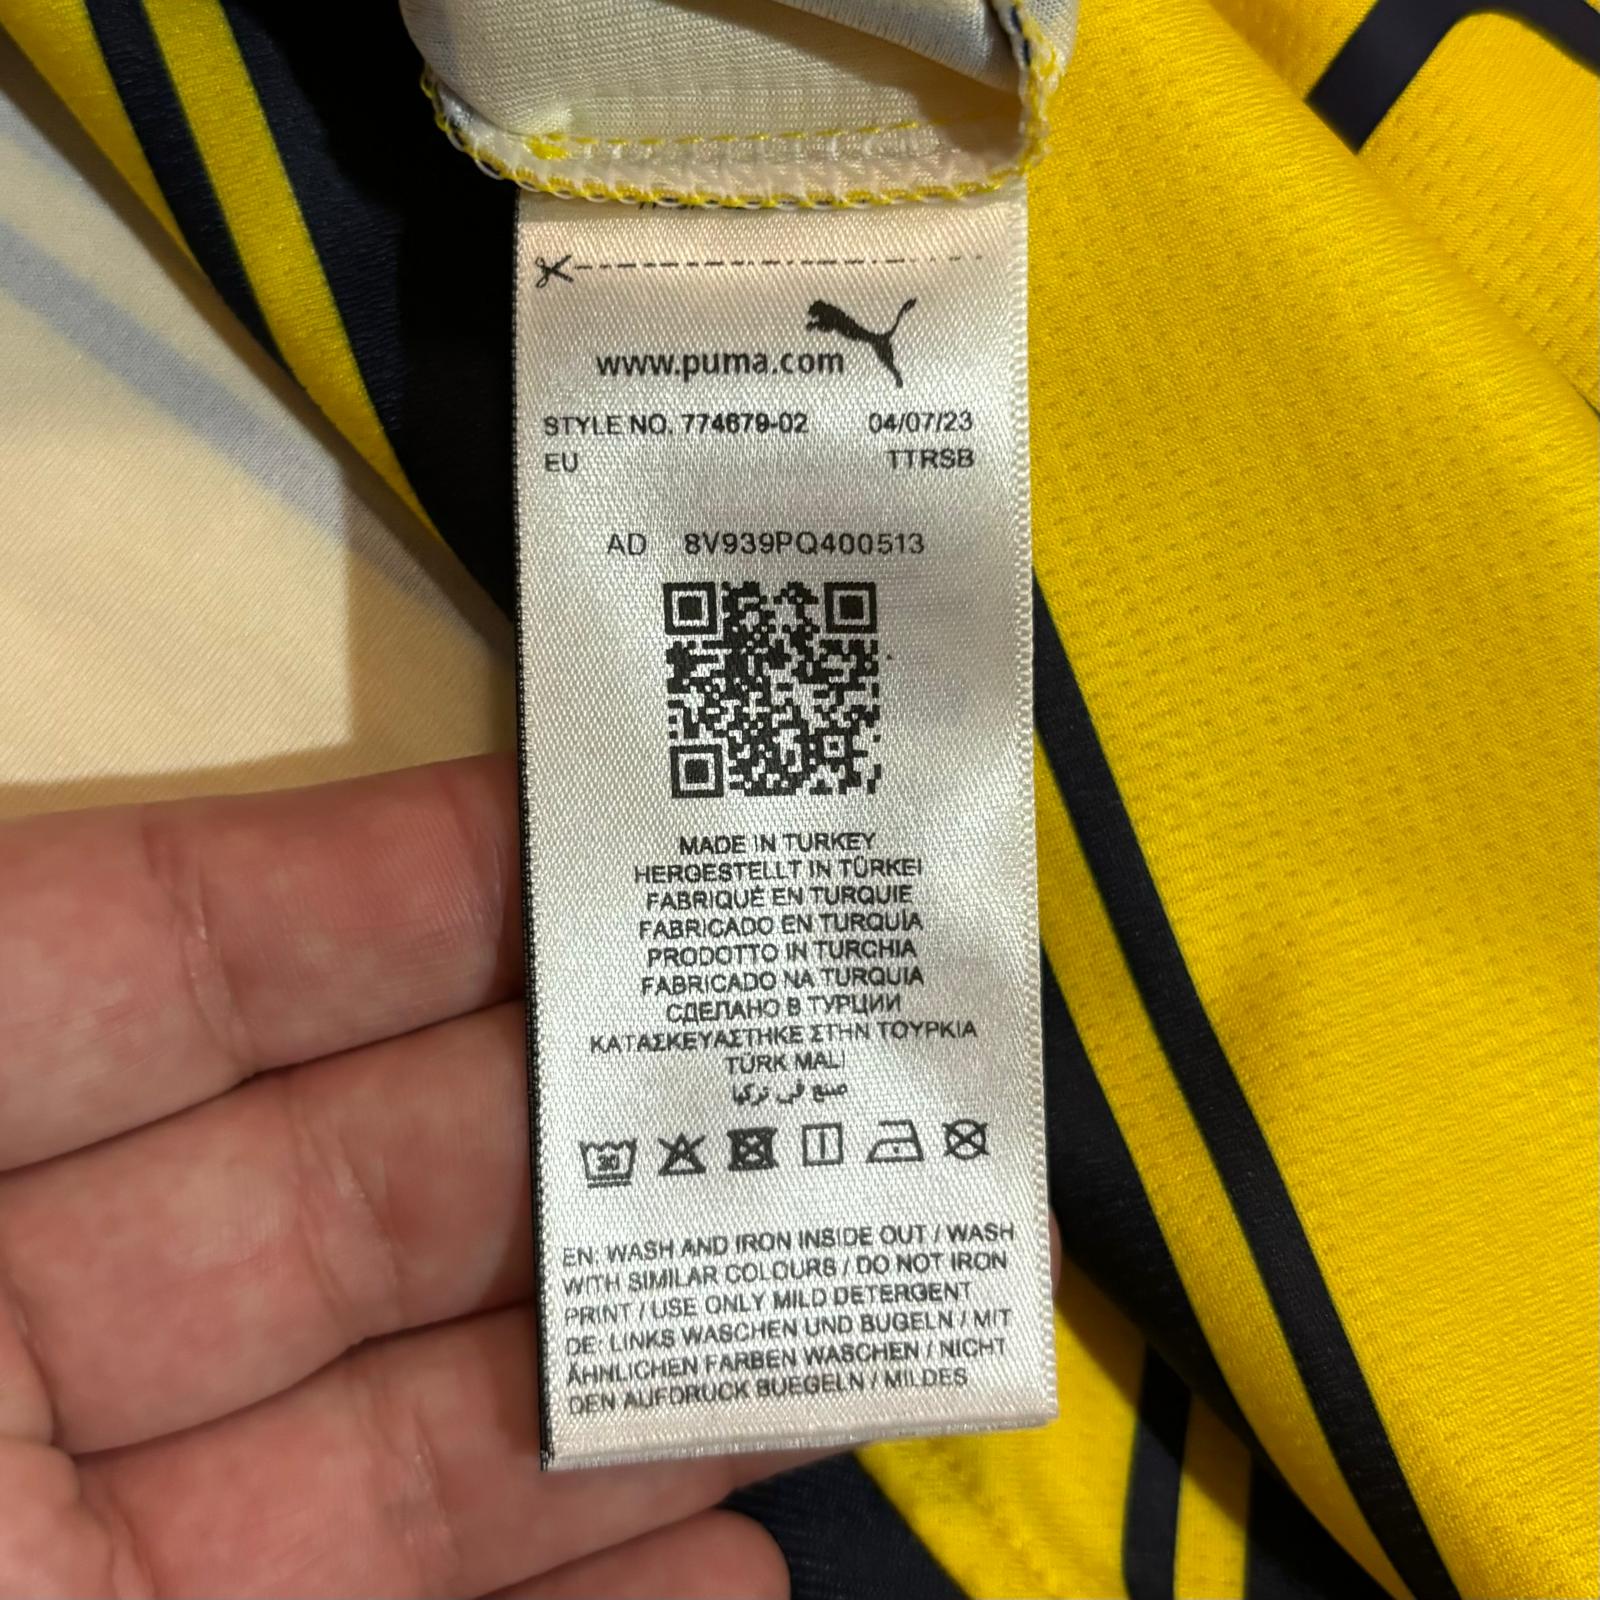 www.puma.com
STYLE NO. 774679-02 04/07/23
EU TTRSB
AD 8V939PQ400513
MADE IN TURKEY
HERGESTELLT IN TÜRKEI
FABRIQUÉ EN TURQUIE
FABRICADO EN TURQUÍA
PRODOTTO IN TURCHIA
FABRICADO NA TURQUIA
СДЕЛАНО В ТУРЦИИ
ΚΑΤΑΣΚΕΥΑΣΤΗΚΕ ΣΤΗΝ ΤΟΥΡΚΙΑ
TÜRK MALI
صنع في تركيا
30
EN: WASH AND IRON INSIDE OUT / WASH
WITH SIMILAR COLOURS / DO NOT IRON
PRINT / USE ONLY MILD DETERGENT
DE: LINKS WASCHEN UND BÜGELN / MIT
ÄHNLICHEN FARBEN WASCHEN / NICHT
DEN AUFDRUCK BUEGELN / MILDES